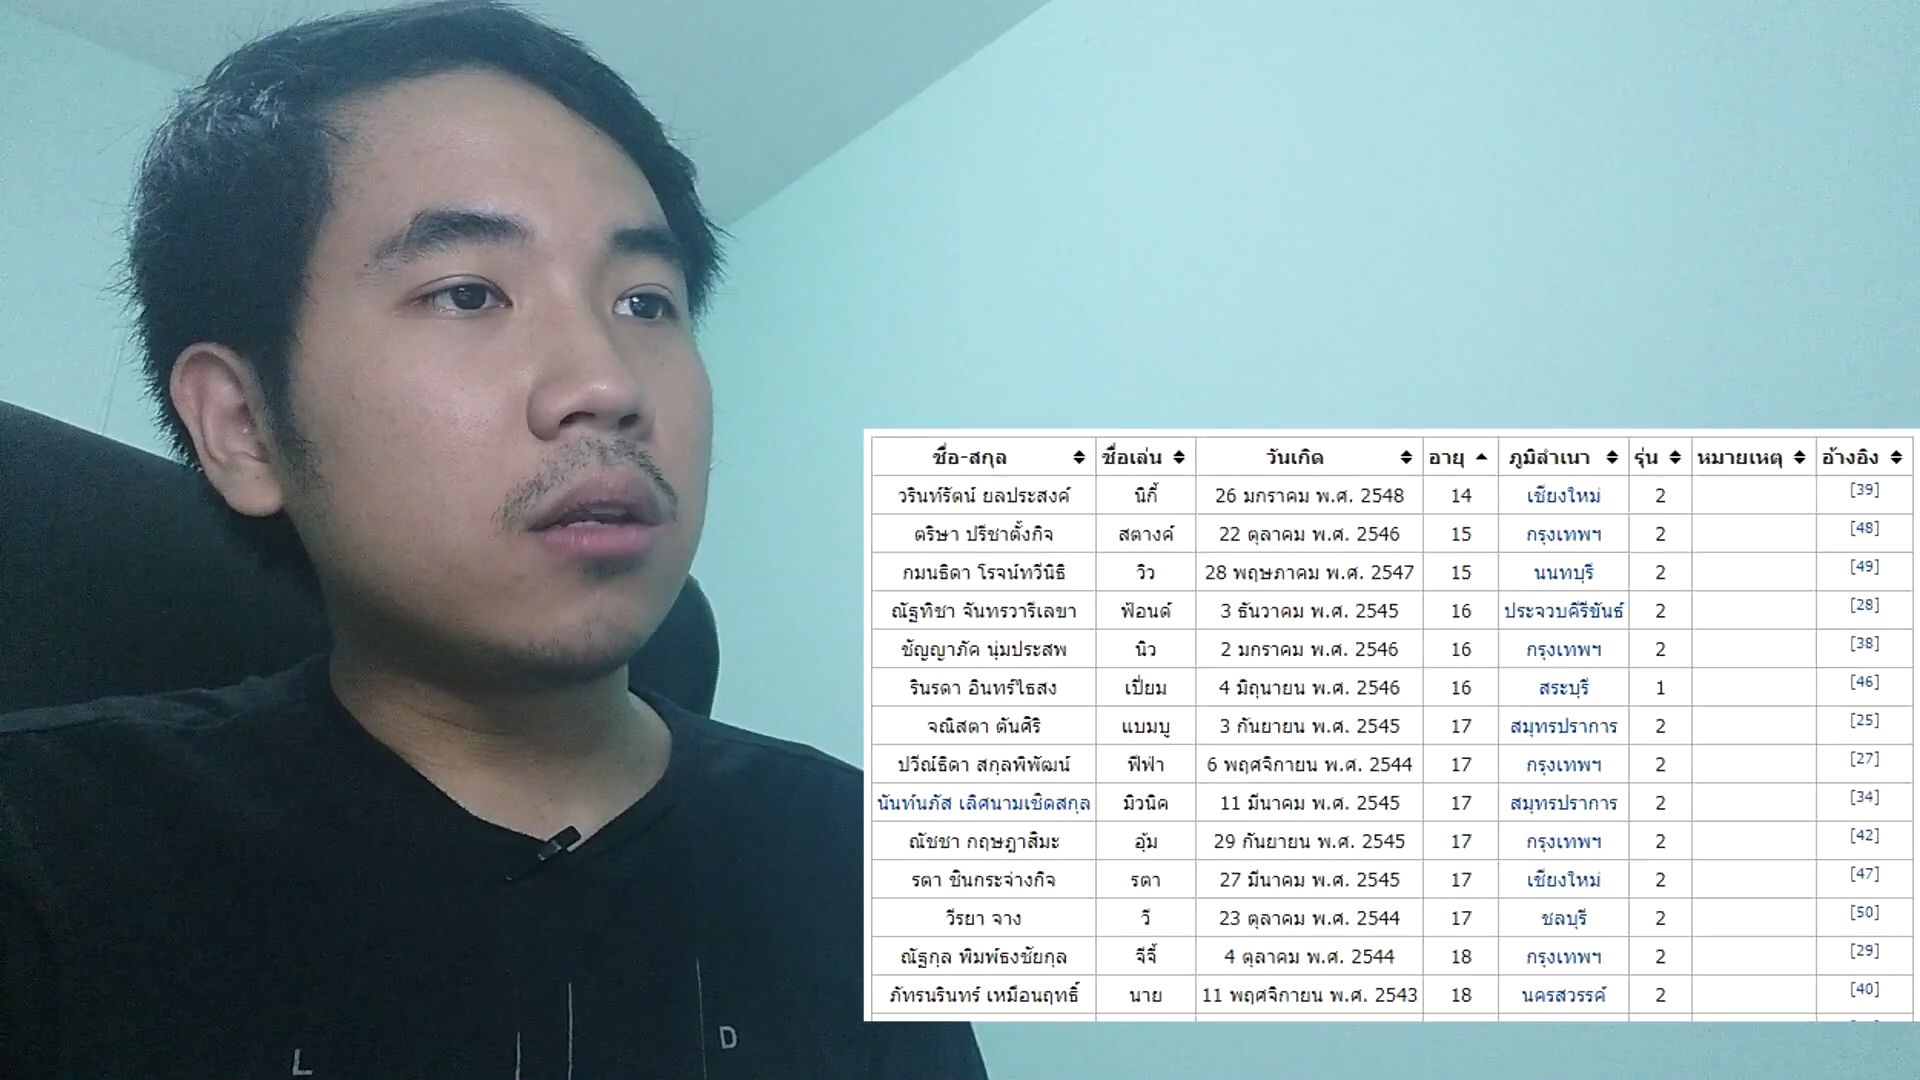 ชื่อ-สกุล ชื่อเล่น วันเกิด อายุ ภูมิลำเนา รุ่น หมายเหตุ อ้างอิง
วรินท์รัตน์ ยลประสงค์ นิกี้ 26 มกราคม พ.ศ. 2548 14 เชียงใหม่ 2 [39]
ตริษา ปรีชาตั้งกิจ สตางค์ 22 ตุลาคม พ.ศ. 2546 15 กรุงเทพฯ 2 [48]
กมนธิดา โรจน์ทวีนิธิ วิว 28 พฤษภาคม พ.ศ. 2547 15 นนทบุรี 2 [49]
ณัฐทิชา จันทรวารีเลขา ฟ้อนด์ 3 ธันวาคม พ.ศ. 2545 16 ประจวบคีรีขันธ์ 2 [28]
ชัญญาภัค นุ่มประสพ นิว 2 มกราคม พ.ศ. 2546 16 กรุงเทพฯ 2 [38]
รินรดา อินทร์ไธสง เปี่ยม 4 มิถุนายน พ.ศ. 2546 16 สระบุรี 1 [46]
จณิสตา ตันศิริ แบมบู 3 กันยายน พ.ศ. 2545 17 สมุทรปราการ 2 [25]
ปวีณ์ธิดา สกุลพิพัฒน์ ฟีฟ่า 6 พฤศจิกายน พ.ศ. 2544 17 กรุงเทพฯ 2 [27]
นันท์นภัส เลิศนามเชิดสกุล มิวนิค 11 มีนาคม พ.ศ. 2545 17 สมุทรปราการ 2 [34]
ณัชชา กฤษฎาสิมะ อุ้ม 29 กันยายน พ.ศ. 2545 17 กรุงเทพฯ 2 [42]
รตา ชินกระจ่างกิจ รตา 27 มีนาคม พ.ศ. 2545 17 เชียงใหม่ 2 [47]
วีรยา จาง วี 23 ตุลาคม พ.ศ. 2544 17 ชลบุรี 2 [50]
ณัฐกุล พิมพ์ธงชัยกุล จีจี้ 4 ตุลาคม พ.ศ. 2544 18 กรุงเทพฯ 2 [29]
ภัทรนรินทร์ เหมือนฤทธิ์ นาย 11 พฤศจิกายน พ.ศ. 2543 18 นครสวรรค์ 2 [40]
L D